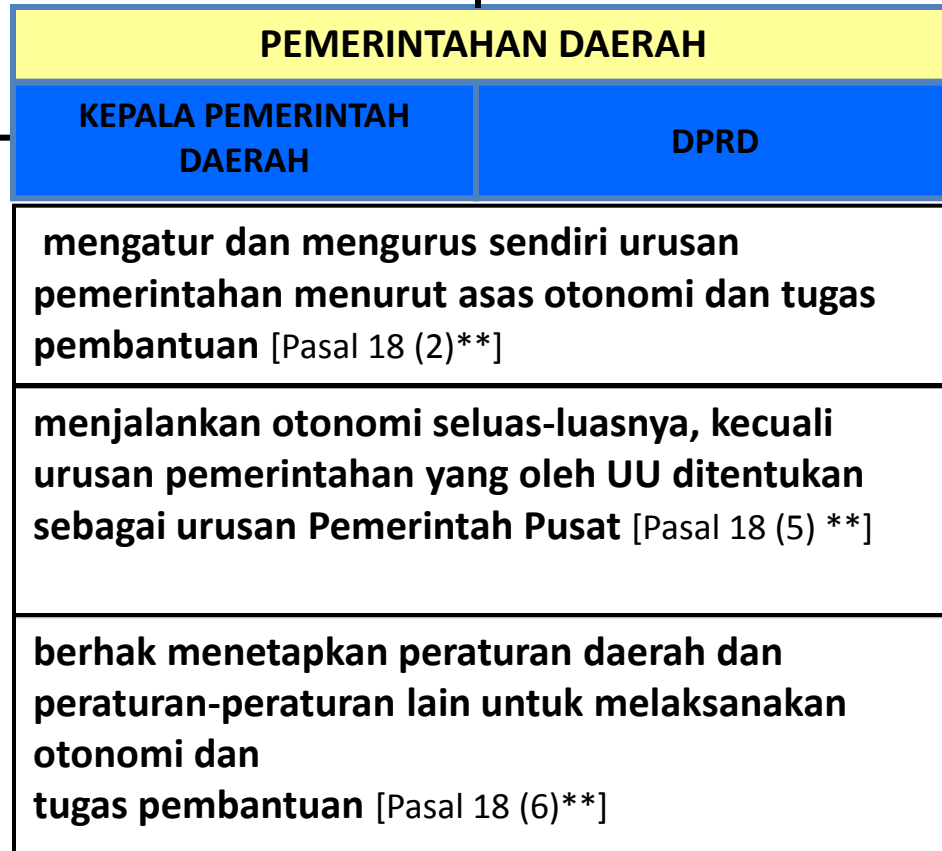 PEMERINTAHAN DAERAH
KEPALA PEMERINTAH
DAERAH
DPRD
mengatur dan mengurus sendiri urusan
pemerintahan menurut asas otonomi dan tugas
pembantuan [Pasal 18 (2)**]
menjalankan otonomi seluas-luasnya, kecuali
urusan pemerintahan yang oleh UU ditentukan
sebagai urusan Pemerintah Pusat [Pasal 18 (5) **]
berhak menetapkan peraturan daerah dan
peraturan-peraturan lain untuk melaksanakan
otonomi dan
tugas pembantuan [Pasal 18 (6)**]